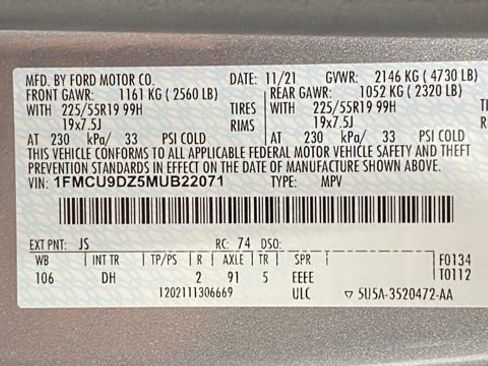 MFD. BY FORD MOTOR CO. DATE: 11/21 GVWR: 2146 KG ( 4730 LB)
FRONT GAWR: 1161 KG ( 2560 LB) REAR GAWR: 1052 KG ( 2320 LB)
WITH 225/55R19 99H TIRES WITH 225/55R19 99H
19x7.5J RIMS 19x7.5J
AT 230 kPa/ 33 PSI COLD AT 230 kPa/ 33 PSI COLD
THIS VEHICLE CONFORMS TO ALL APPLICABLE FEDERAL MOTOR VEHICLE SAFETY AND THEFT
PREVENTION STANDARDS IN EFFECT ON THE DATE OF MANUFACTURE SHOWN ABOVE.
VIN: 1FMCU9DZ5MUB22071 TYPE: MPV
EXT PNT: JS RC: 74 DSO:
WB INT TR TP/PS R AXLE TR SPR F0134
106 DH 2 91 5 EEFE T0112
1202111306669 ULC ▽ 5U5A-3520472-AA